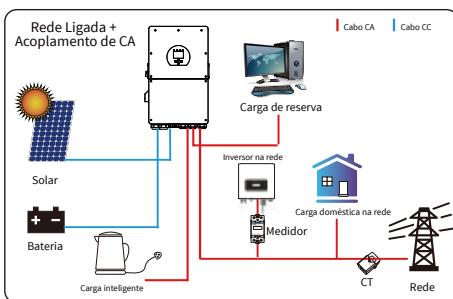 Rede Ligada +
Acoplamento de CA
Cabo CA
Cabo CC
Carga de reserva
Inversor na rede
Solar
Medidor
Carga doméstica na rede
Bateria
Carga inteligente
CT
Rede